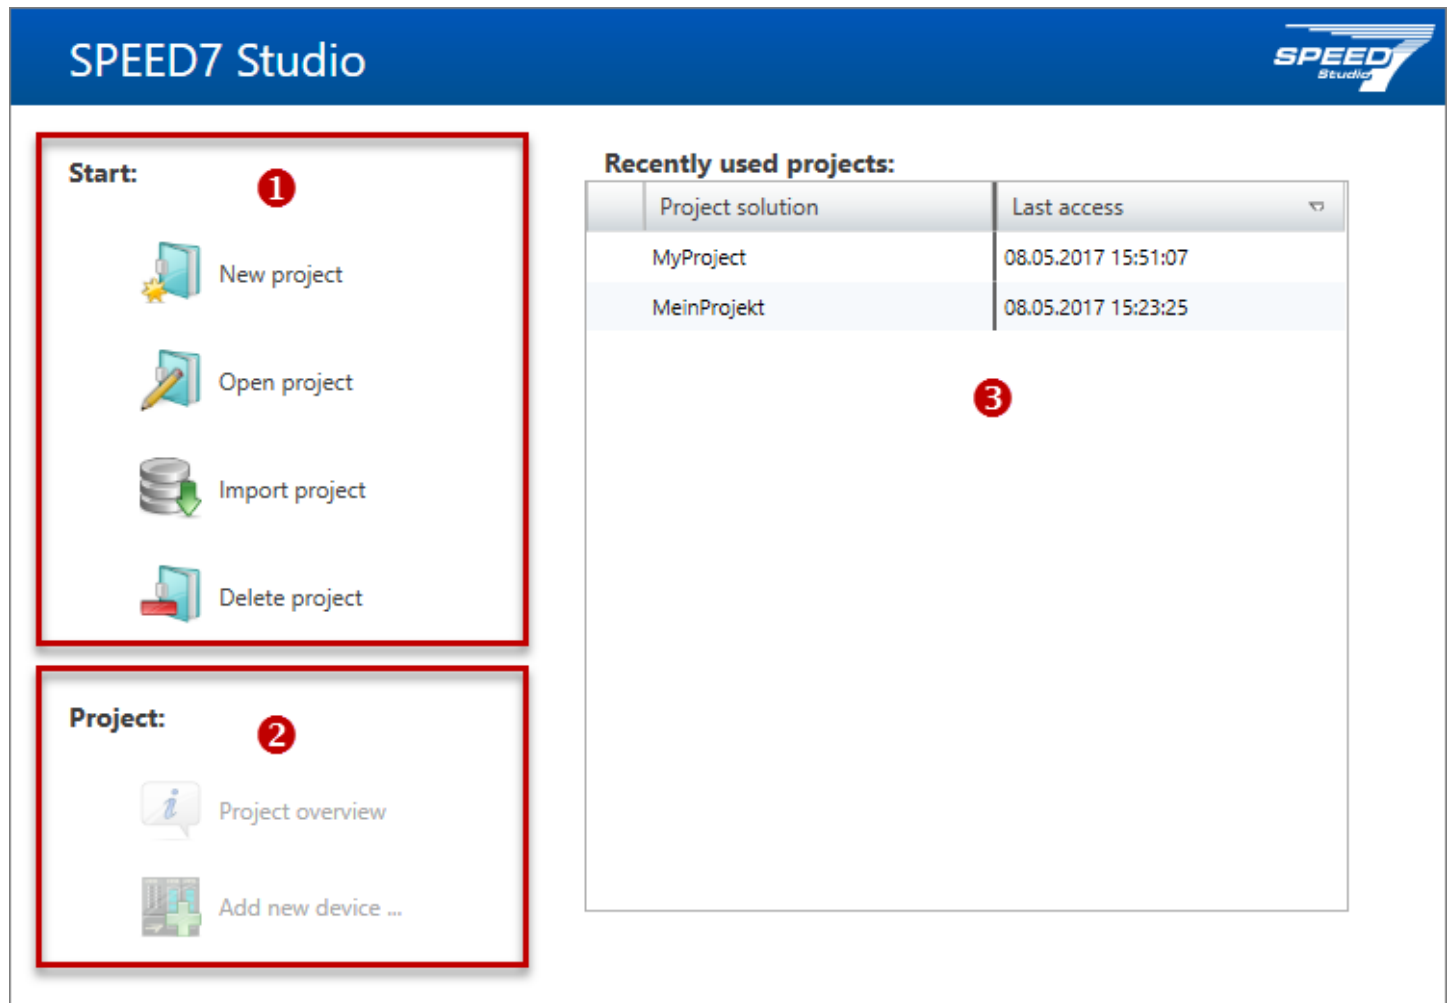 SPEED7 Studio
SPEED7
Studio
Start:
1
New project
Open project
Import project
Delete project
Project:
2
Project overview
Add new device ...
Recently used projects:
Project solution Last access
MyProject 08.05.2017 15:51:07
MeinProjekt 08.05.2017 15:23:25
3